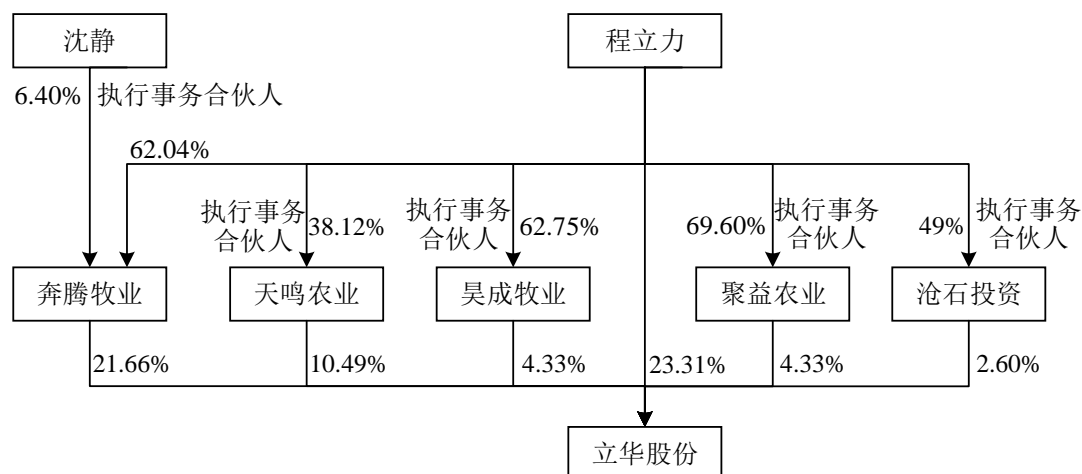 沈静
程立力
6.40%
执行事务合伙人
62.04%
执行事务
合伙人
38.12%
执行事务
合伙人
62.75%
69.60%
执行事务
合伙人
49%
执行事务
合伙人
奔腾牧业
天鸣农业
昊成牧业
聚益农业
沧石投资
21.66%
10.49%
4.33%
23.31%
4.33%
2.60%
立华股份